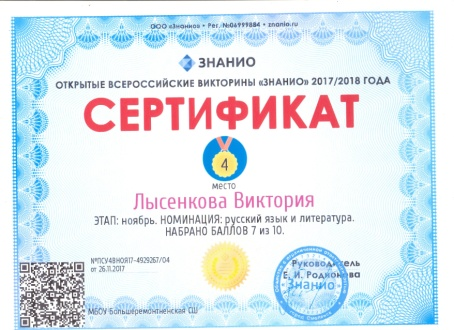 ООО «Знанио» • Рег. №06999884 • znanio.ru
ЗНАНИО
ОТКРЫТЫЕ ВСЕРОССИЙСКИЕ ВИКТОРИНЫ «ЗНАНИО» 2017/2018 ГОДА
СЕРТИФИКАТ
4
место
Лысенкова Виктория
ЭТАП: ноябрь. НОМИНАЦИЯ: русский язык и литература.
НАБРАНО БАЛЛОВ 7 из 10.
№ПСУ4ВНОЯ17-4929267/04
от 26.11.2017
Руководитель
Е. И. Родионова
Знанио
МБОУ Большеремонтненская СШ